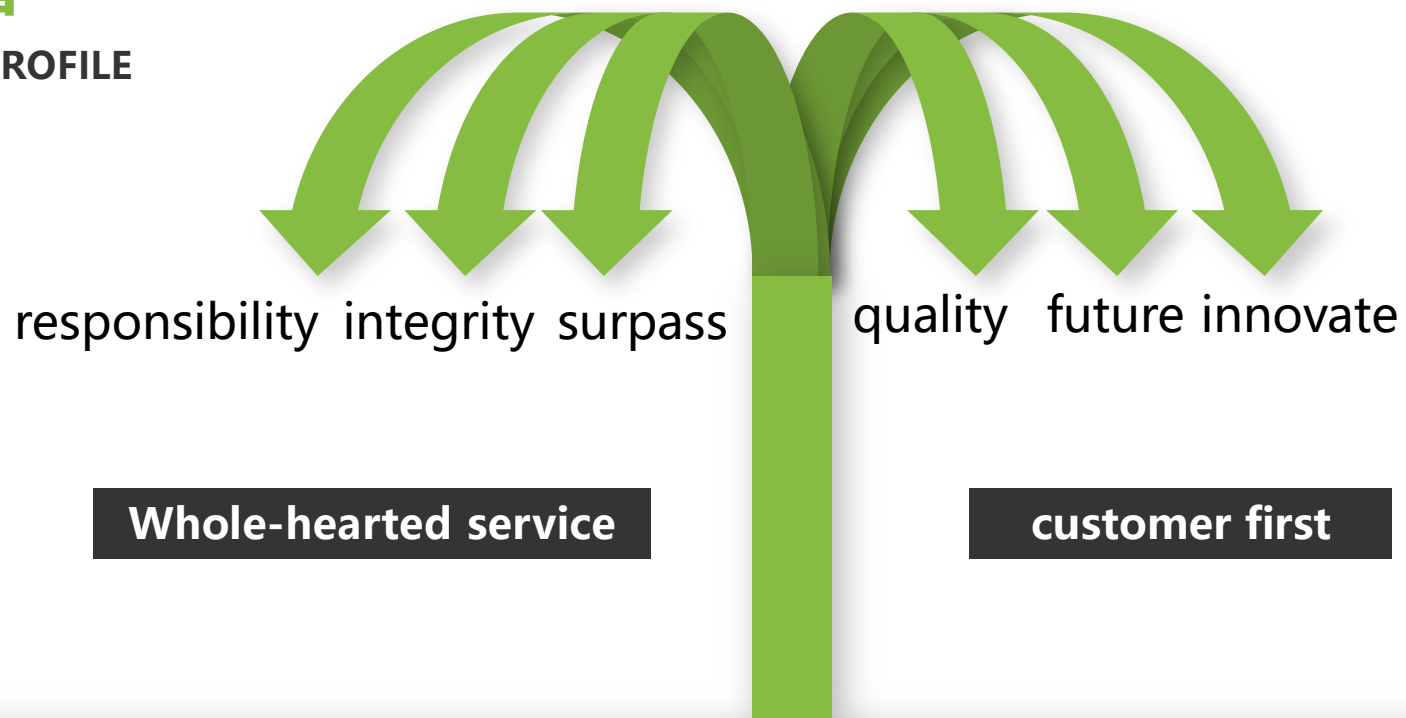 ROFILE
responsibility integrity surpass quality future innovate
Whole-hearted service customer first